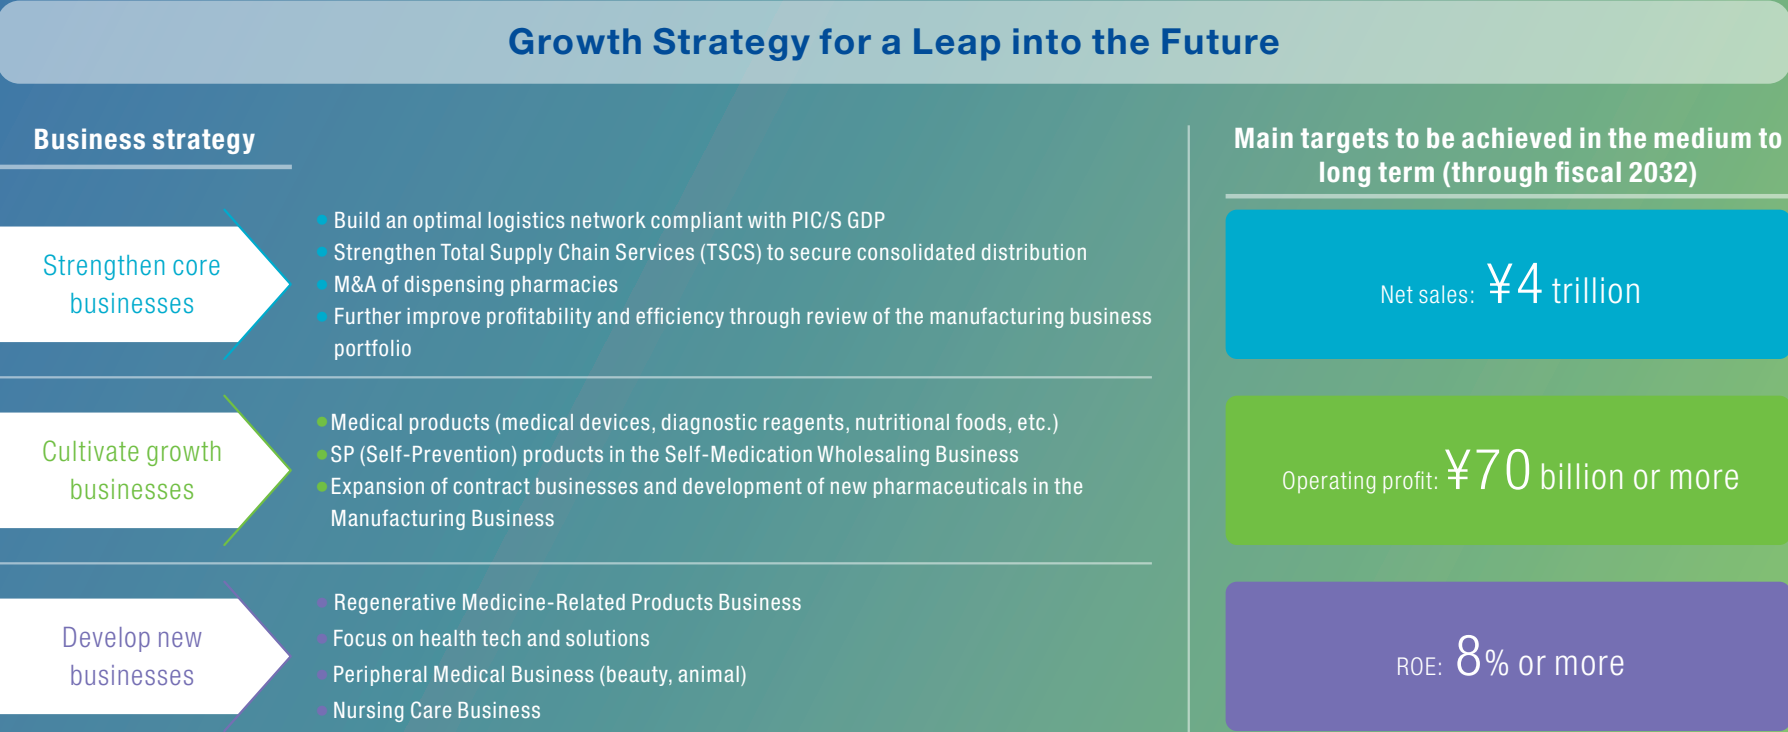 Growth Strategy for a Leap into the Future
Business strategy
Strengthen core
businesses
● Build an optimal logistics network compliant with PIC/S GDP
● Strengthen Total Supply Chain Services (TSCS) to secure consolidated distribution
● M&A of dispensing pharmacies
● Further improve profitability and efficiency through review of the manufacturing business
portfolio
Cultivate growth
businesses
● Medical products (medical devices, diagnostic reagents, nutritional foods, etc.)
● SP (Self-Prevention) products in the Self-Medication Wholesaling Business
● Expansion of contract businesses and development of new pharmaceuticals in the
Manufacturing Business
Develop new
businesses
● Regenerative Medicine-Related Products Business
● Focus on health tech and solutions
● Peripheral Medical Business (beauty, animal)
● Nursing Care Business
Main targets to be achieved in the medium to
long term (through fiscal 2032)
Net sales: ¥4 trillion
Operating profit: ¥70 billion or more
ROE: 8% or more